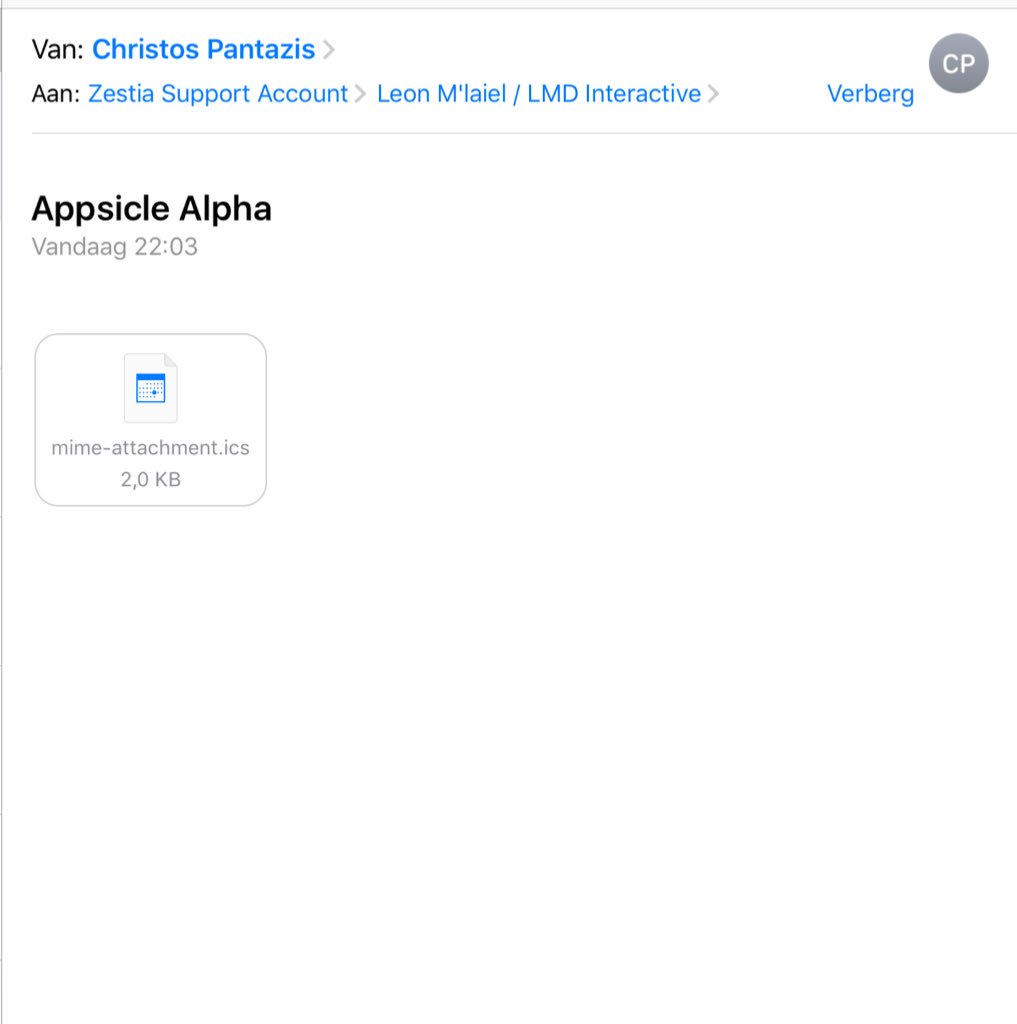 Van: Christos Pantazis
CP
Aan: Zestia Support Account Leon M'laiel / LMD Interactive Verberg
Appsicle Alpha
Vandaag 22:03
mime-attachment.ics
2,0 KB